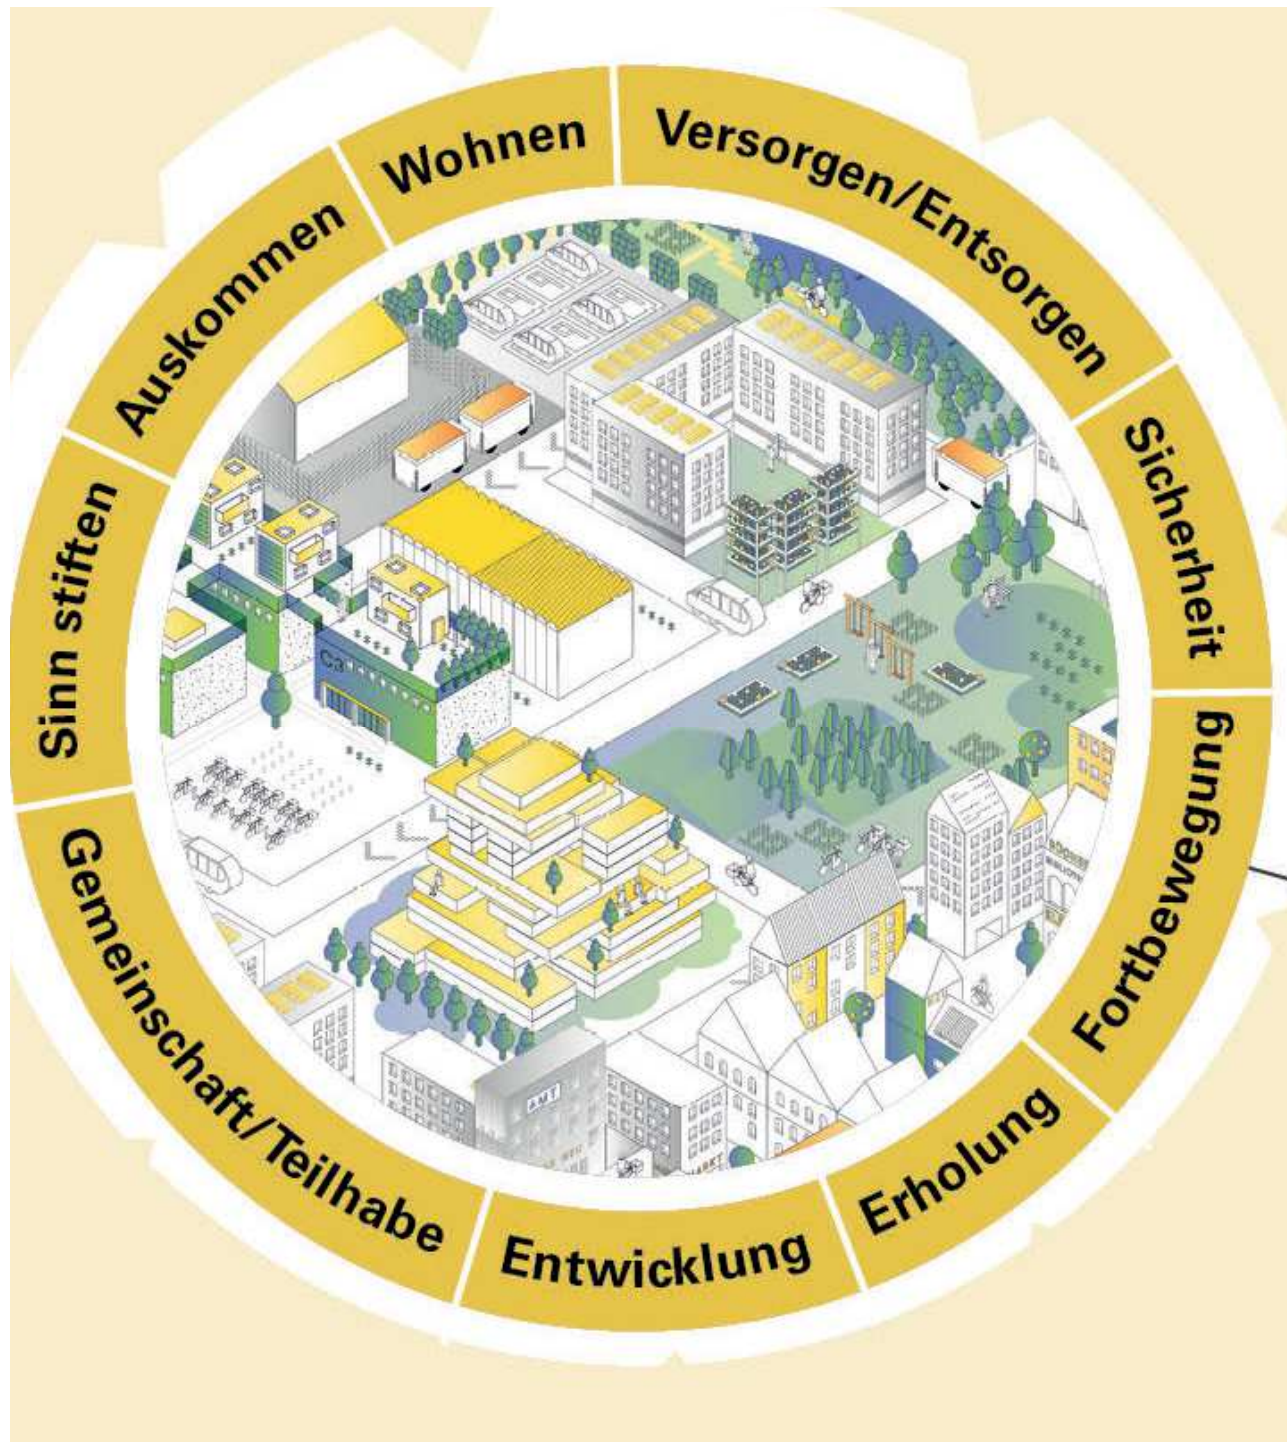 Wohnen
Versorgen/Entsorgen
Sicherheit
Fortbewegung
Erholung
Entwicklung
Gemeinschaft/Teilhabe
Sinn stiften
Auskommen
C3
AMT